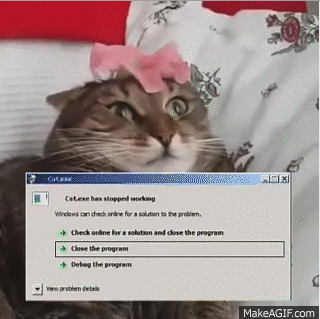 Cat.exe
Cat.exe has stopped working
Windows can check online for a solution to the problem.
Check online for a solution and close the program
Close the program
Debug the program
View problem details
MakeAGIF.com